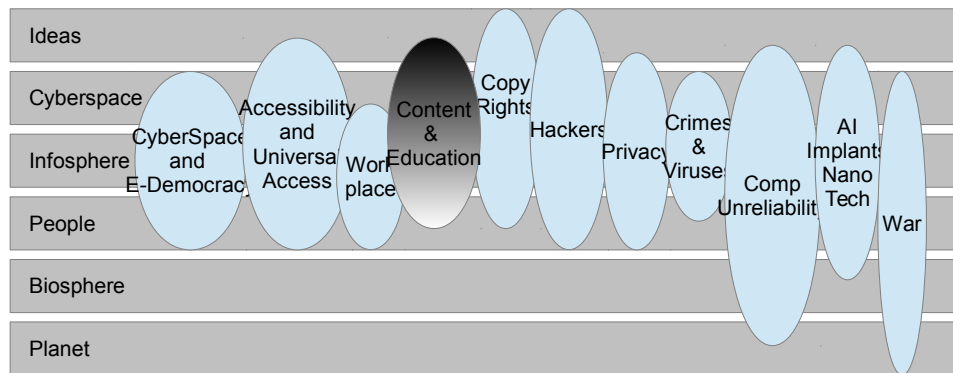 Ideas
Cyberspace
Infosphere
People
Biosphere
Planet
CyberSpace
and
E-Democracy
Accessibility
and
Universal
Access
Work
place
Content
&
Education
Copy
Rights
Hackers
Privacy
Crimes
&
Viruses
Comp
Unreliability
AI
Implants
Nano
Tech
War